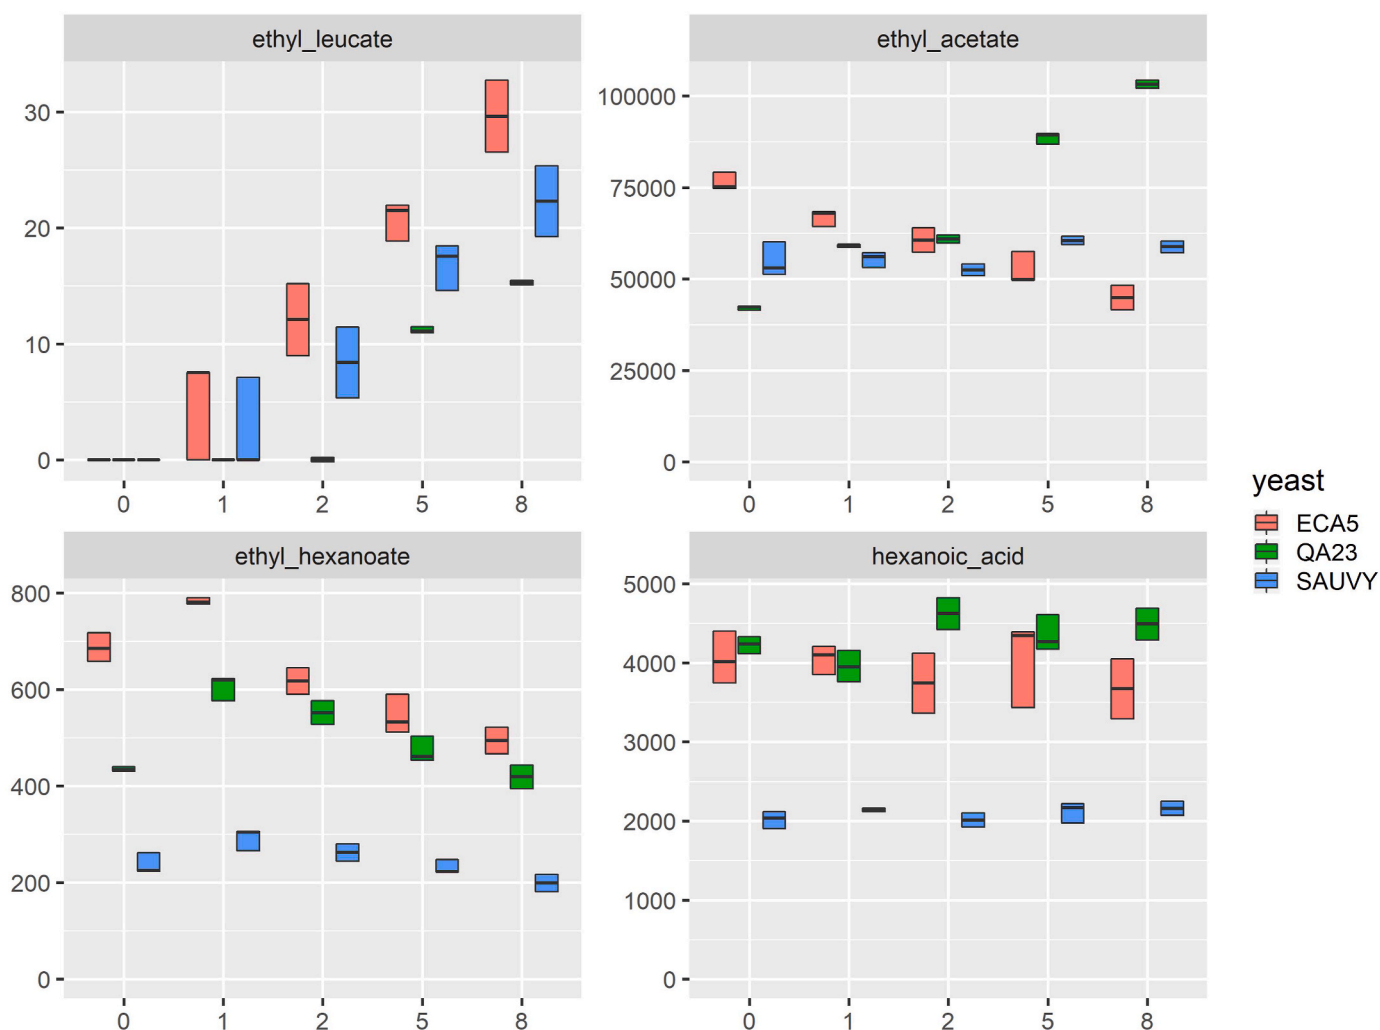 ethyl_leucate
30
20
10
0
0 1 2 5 8
ethyl_acetate
100000
75000
50000
25000
0
0 1 2 5 8
ethyl_hexanoate
800
600
400
200
0
0 1 2 5 8
hexanoic_acid
5000
4000
3000
2000
1000
0
0 1 2 5 8
yeast
ECA5
QA23
SAUVY